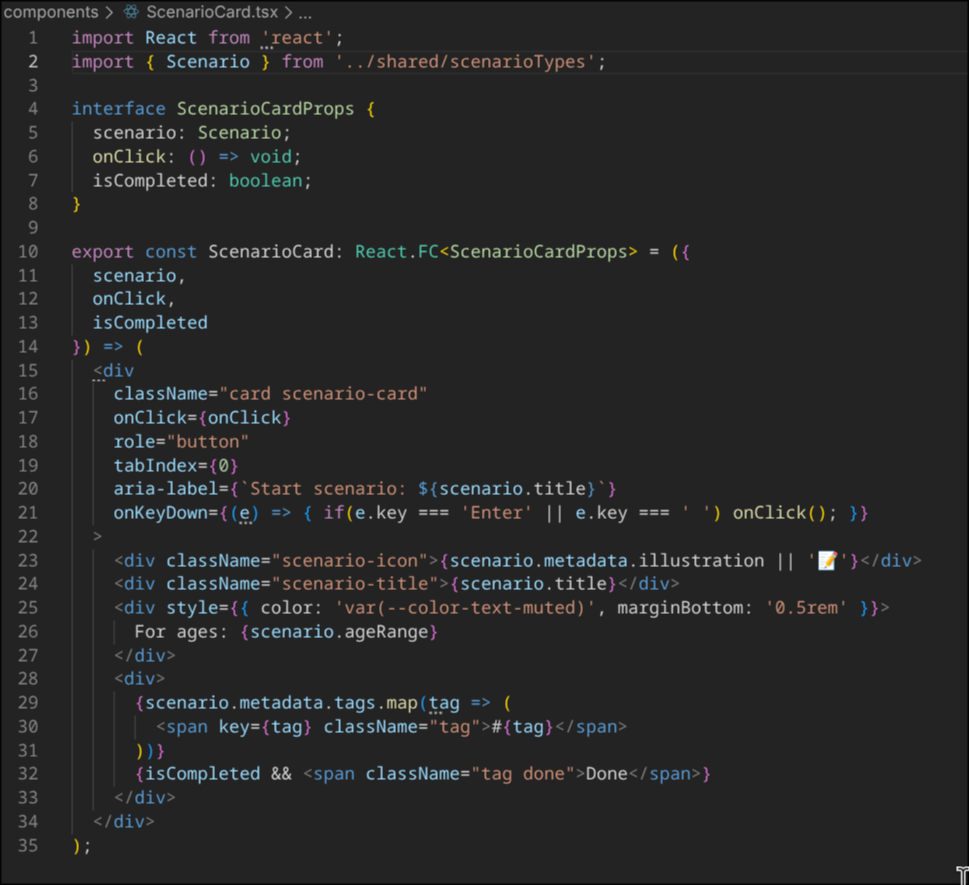 components > ScenarioCard.tsx > ...
1 import React from 'react';
2 import { Scenario } from '../shared/scenarioTypes';
3
4 interface ScenarioCardProps {
5   scenario: Scenario;
6   onClick: () => void;
7   isCompleted: boolean;
8 }
9
10 export const ScenarioCard: React.FC<ScenarioCardProps> = ({
11   scenario,
12   onClick,
13   isCompleted
14 }) => (
15   <div
16     className="card scenario-card"
17     onClick={onClick}
18     role="button"
19     tabIndex={0}
20     aria-label={`Start scenario: ${scenario.title}`}
21     onKeyDown={(e) => { if(e.key === 'Enter' || e.key === ' ') onClick(); }}
22   >
23     <div className="scenario-icon">{scenario.metadata.illustration || '📝'}</div>
24     <div className="scenario-title">{scenario.title}</div>
25     <div style={{ color: 'var(--color-text-muted)', marginBottom: '0.5rem' }}>
26       For ages: {scenario.ageRange}
27     </div>
28     <div>
29       {scenario.metadata.tags.map(tag => (
30         <span key={tag} className="tag">#{tag}</span>
31       ))}
32       {isCompleted && <span className="tag done">Done</span>}
33     </div>
34   </div>
35 );